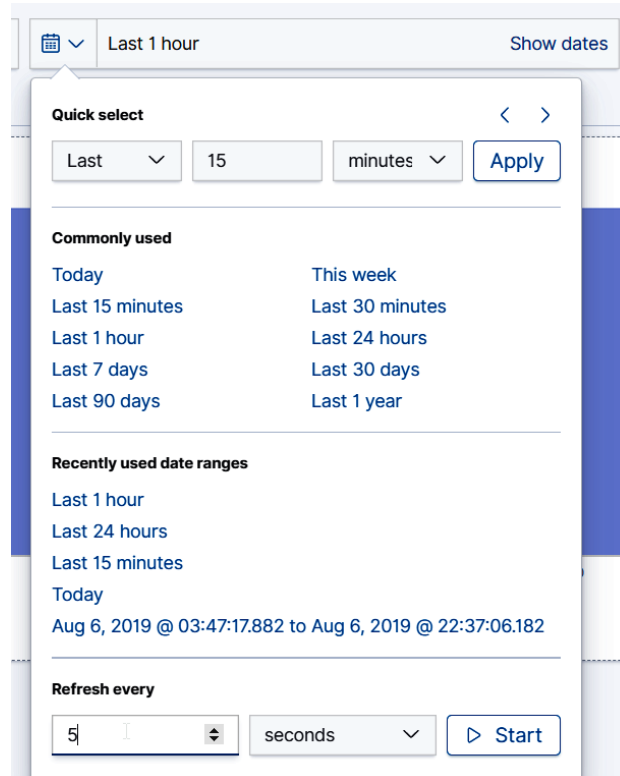 Last 1 hour Show dates
Quick select
Last 15 minutes Apply
Commonly used
Today This week
Last 15 minutes Last 30 minutes
Last 1 hour Last 24 hours
Last 7 days Last 30 days
Last 90 days Last 1 year
Recently used date ranges
Last 1 hour
Last 24 hours
Last 15 minutes
Today
Aug 6, 2019 @ 03:47:17.882 to Aug 6, 2019 @ 22:37:06.182
Refresh every
5 seconds Start